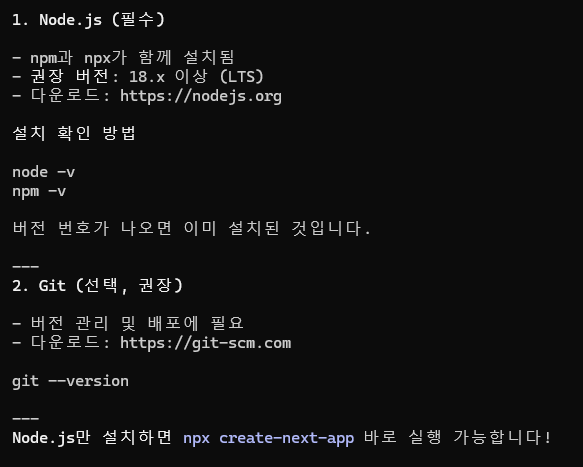 1. Node.js (필수)
- npm과 npx가 함께 설치됨
- 권장 버전: 18.x 이상 (LTS)
- 다운로드: https://nodejs.org
설치 확인 방법
node -v
npm -v
버전 번호가 나오면 이미 설치된 것입니다.
---
2. Git (선택, 권장)
- 버전 관리 및 배포에 필요
- 다운로드: https://git-scm.com
git --version
---
Node.js만 설치하면 npx create-next-app 바로 실행 가능합니다!